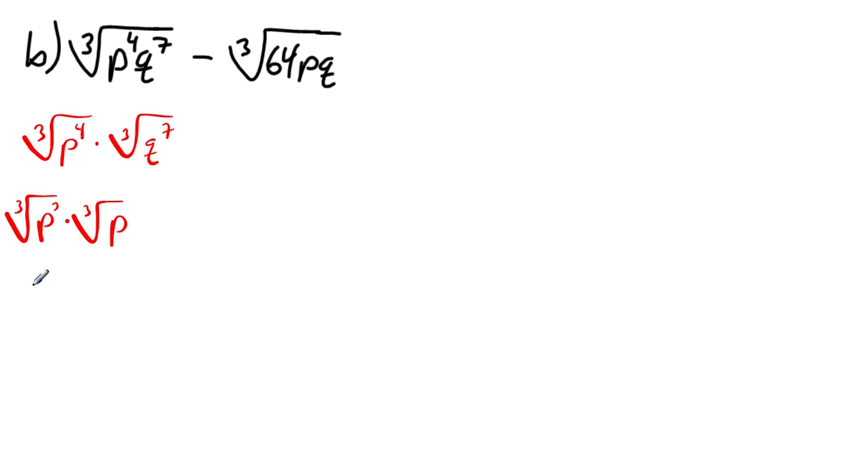 b) ∛(p⁴q⁷) − ∛(64pq)
∛(p⁴) · ∛(q⁷)
∛(p³) · ∛p